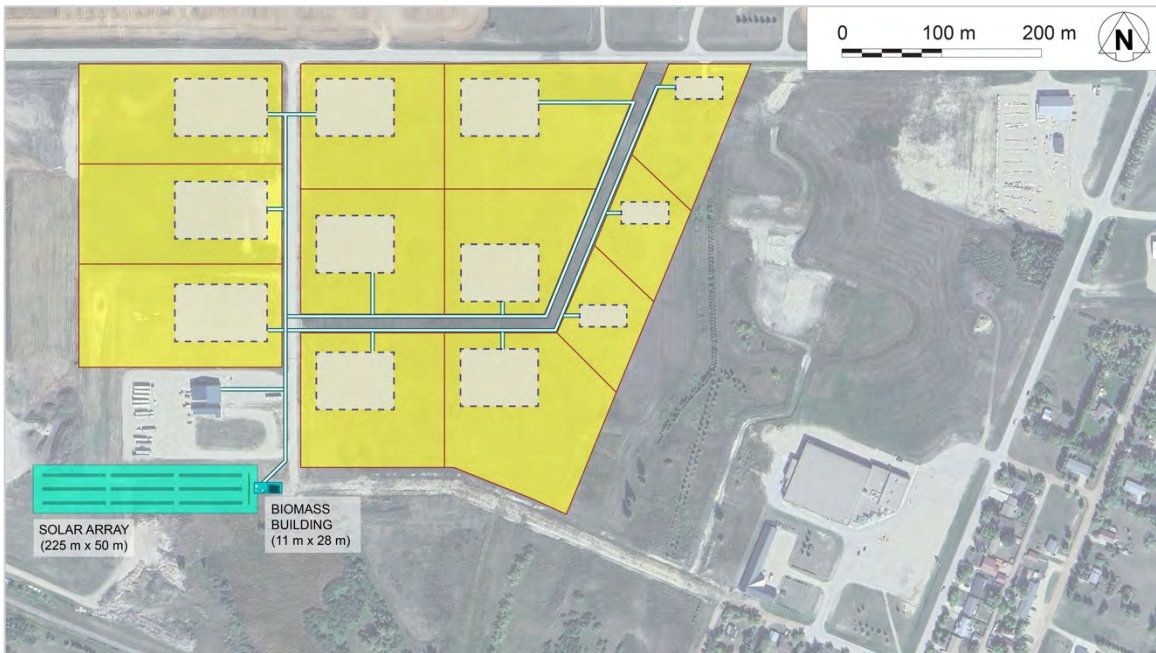 0 100 m 200 m
N
SOLAR ARRAY
(225 m x 50 m)
BIOMASS
BUILDING
(11 m x 28 m)